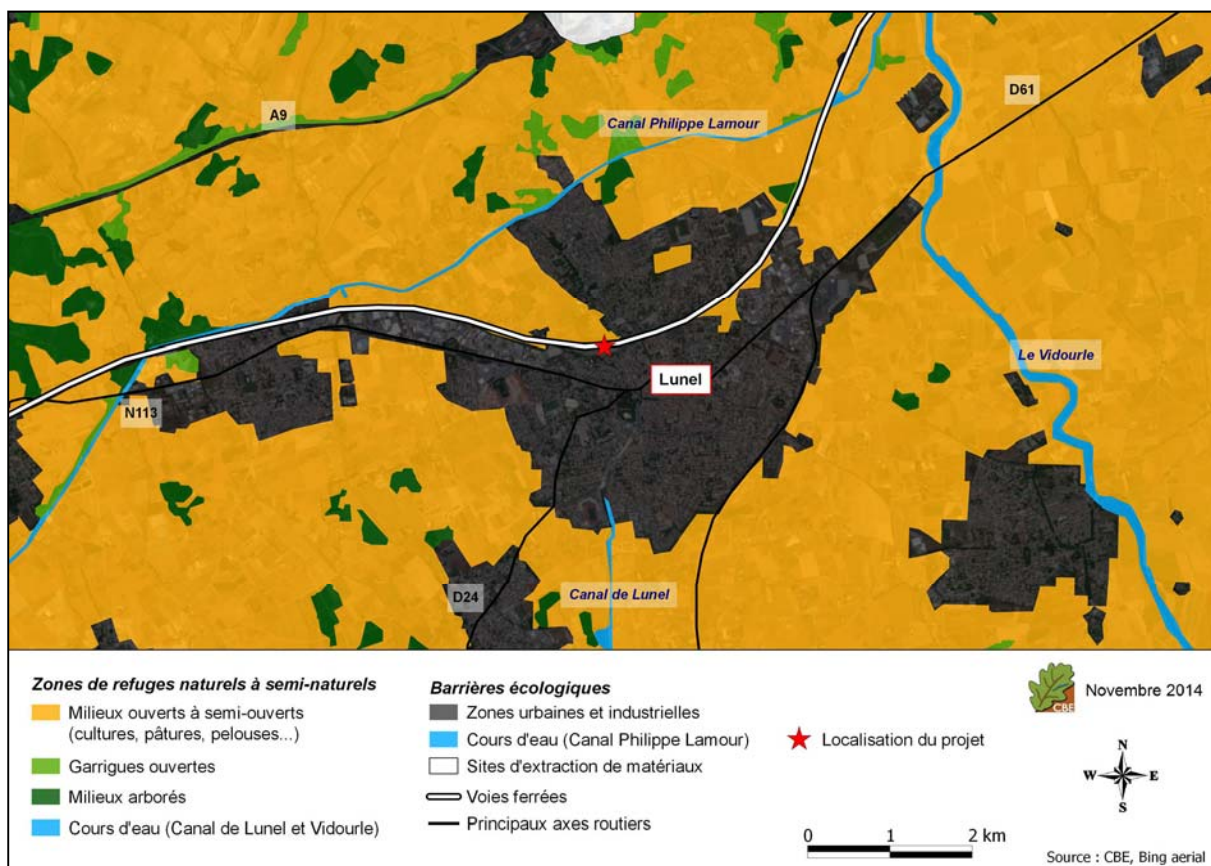 A9
D61
Canal Philippe Lamour
Le Vidourle
Lunel
N113
D24
Canal de Lunel
Zones de refuges naturels à semi-naturels
Milieux ouverts à semi-ouverts
(cultures, pâtures, pelouses...)
Garrigues ouvertes
Milieux arborés
Cours d'eau (Canal de Lunel et Vidourle)
Barrières écologiques
Zones urbaines et industrielles
Cours d'eau (Canal Philippe Lamour)
Sites d'extraction de matériaux
Voies ferrées
Principaux axes routiers
Localisation du projet
CBE
Novembre 2014
N
W E
S
0 1 2 km
Source : CBE, Bing aerial